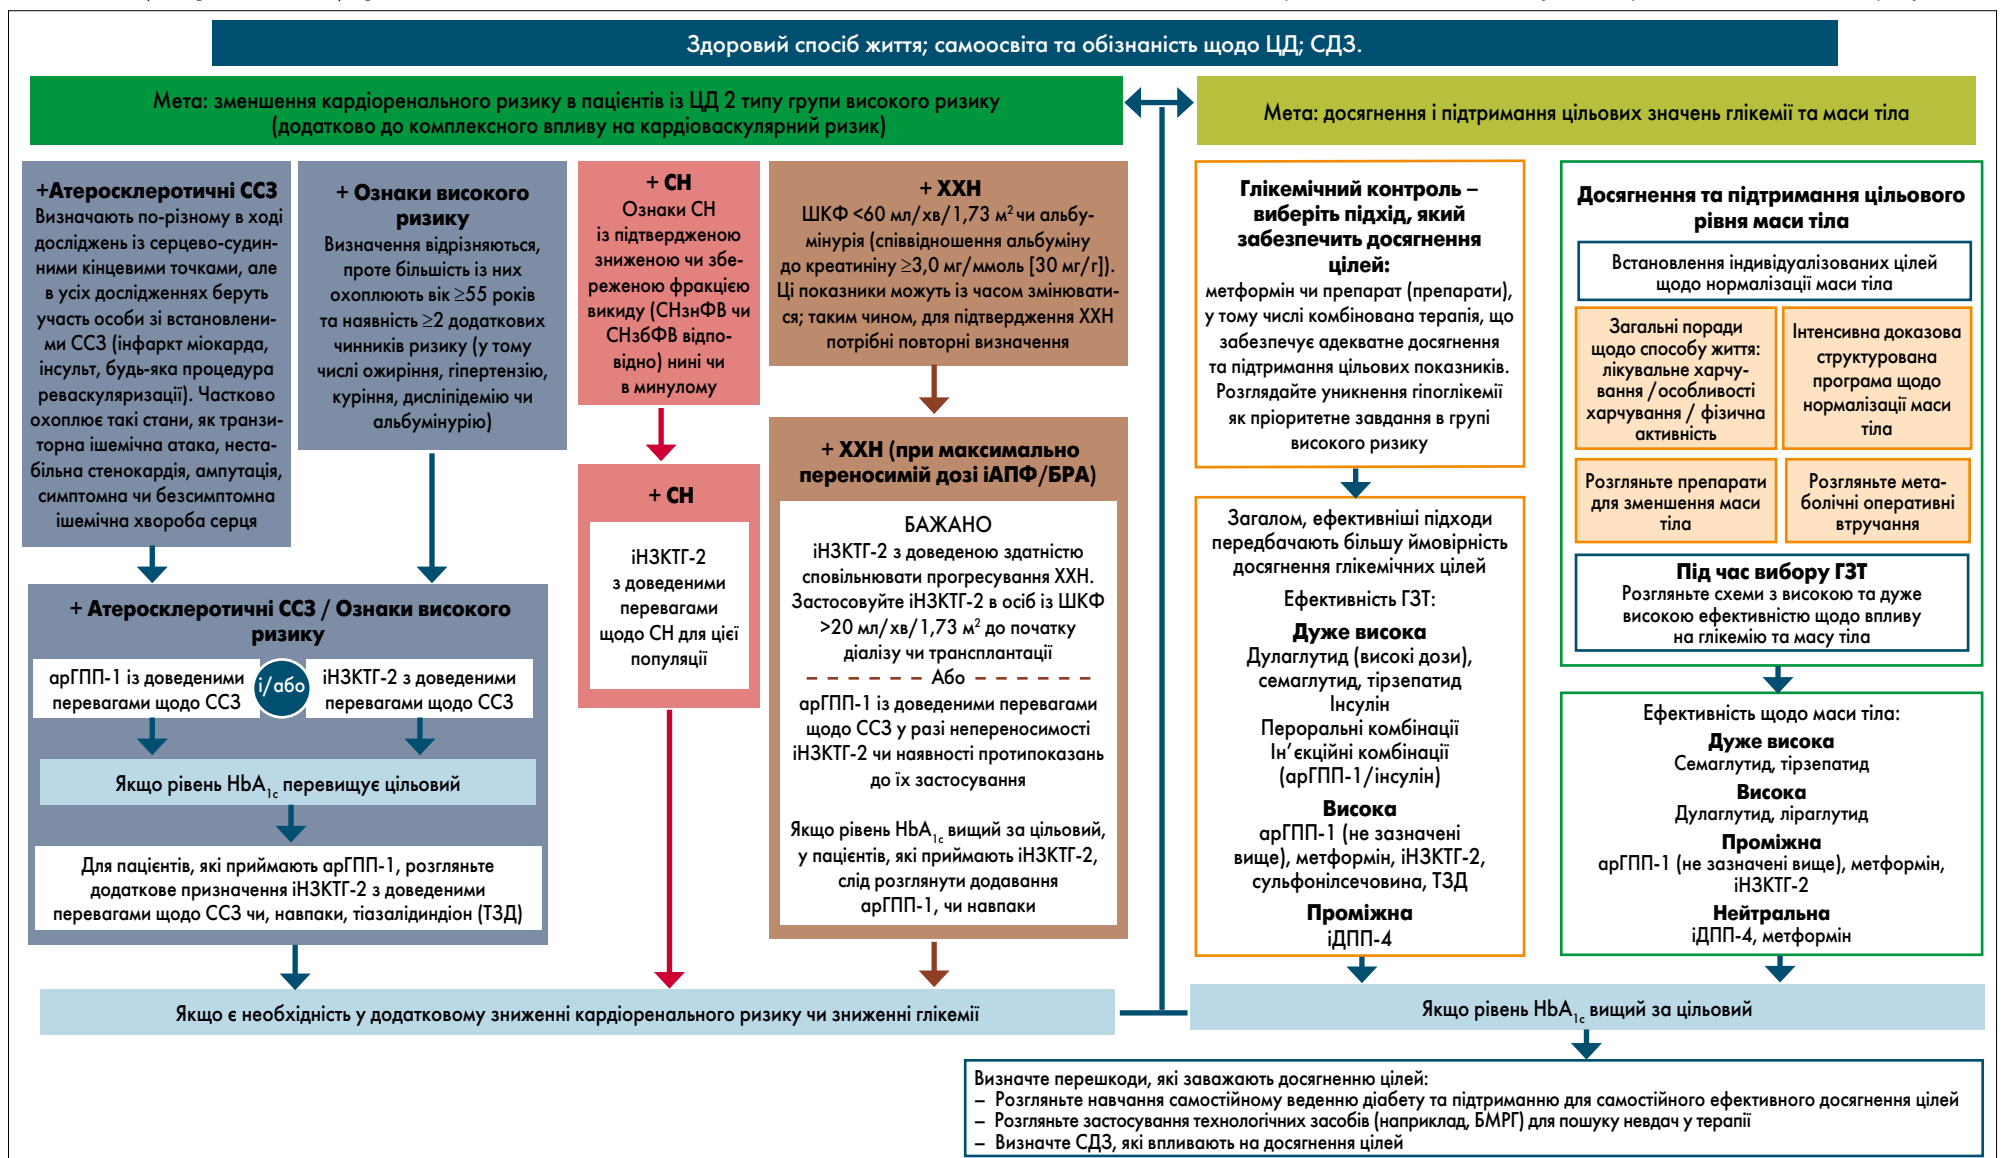 Здоровий спосіб життя; самоосвіта та обізнаність щодо ЦД; СДЗ.
Мета: зменшення кардіоренального ризику в пацієнтів із ЦД 2 типу групи високого ризику
(додатково до комплексного впливу на кардіоваскулярний ризик)
Мета: досягнення і підтримання цільових значень глікемії та маси тіла
+Атеросклеротичні ССЗ
Визначають по-різному в ході
досліджень із серцево-судин-
ними кінцевими точками, але
в усіх дослідженнях беруть
участь особи зі встановлени-
ми ССЗ (інфаркт міокарда,
інсульт, будь-яка процедура
реваскуляризації). Частково
охоплює такі стани, як транзи-
торна ішемічна атака, неста-
більна стенокардія, ампутація,
симптомна чи безсимптомна
ішемічна хвороба серця
+ Ознаки високого
ризику
Визначення відрізняються,
проте більшість із них
охоплюють вік ≥55 років
та наявність ≥2 додаткових
чинників ризику (у тому
числі ожиріння, гіпертензію,
куріння, дисліпідемію чи
альбумінурію)
+ Атеросклеротичні ССЗ / Ознаки високого
ризику
арГПП-1 із доведеними
перевагами щодо ССЗ
і/або
іНЗКТГ-2 з доведеними
перевагами щодо ССЗ
Якщо рівень HbA1c перевищує цільовий
Для пацієнтів, які приймають арГПП-1, розгляньте
додаткове призначення іНЗКТГ-2 з доведеними
перевагами щодо ССЗ чи, навпаки, тіазалідиндіон (ТЗД)
+ СН
Ознаки СН
із підтвердженою
зниженою чи збе-
реженою фракцією
викиду (СНзнФВ чи
СНзбФВ відпо-
відно) нині чи
в минулому
+ СН
іНЗКТГ-2
з доведеними
перевагами
щодо СН для цієї
популяції
+ ХХН
ШКФ <60 мл/хв/1,73 м² чи альбу-
мінурія (співвідношення альбуміну
до креатиніну ≥3,0 мг/ммоль [30 мг/г]).
Ці показники можуть із часом змінювати-
ся; таким чином, для підтвердження ХХН
потрібні повторні визначення
+ ХХН (при максимально
переносимій дозі іАПФ/БРА)
БАЖАНО
іНЗКТГ-2 з доведеною здатністю
сповільнювати прогресування ХХН.
Застосовуйте іНЗКТГ-2 в осіб із ШКФ
>20 мл/хв/1,73 м² до початку
діалізу чи трансплантації
Або
арГПП-1 із доведеними перевагами
щодо ССЗ у разі непереносимості
іНЗКТГ-2 чи наявності протипоказань
до їх застосування
Якщо рівень HbA1c вищий за цільовий,
у пацієнтів, які приймають іНЗКТГ-2,
слід розглянути додавання
арГПП-1, чи навпаки
Якщо є необхідність у додатковому зниженні кардіоренального ризику чи зниженні глікемії
Глікемічний контроль –
виберіть підхід, який
забезпечить досягнення
цілей:
метформін чи препарат (препарати),
у тому числі комбінована терапія, що
забезпечує адекватне досягнення
та підтримання цільових показників.
Розглядайте уникнення гіпоглікемії
як пріоритетне завдання в групі
високого ризику
Загалом, ефективніші підходи
передбачають більшу ймовірність
досягнення глікемічних цілей
Ефективність ГЗТ:
Дуже висока
Дулаглутид (високі дози),
семаглутид, тірзепатид
Інсулін
Пероральні комбінації
Ін’єкційні комбінації
(арГПП-1/інсулін)
Висока
арГПП-1 (не зазначені
вище), метформін, іНЗКТГ-2,
сульфонілсечовина, ТЗД
Проміжна
іДПП-4
Досягнення та підтримання цільового
рівня маси тіла
Встановлення індивідуалізованих цілей
щодо нормалізації маси тіла
Загальні поради
щодо способу життя:
лікувальне харчу-
вання /особливості
харчування / фізична
активність
Інтенсивна доказова
структурована
програма щодо
нормалізації маси
тіла
Розгляньте препарати
для зменшення маси
тіла
Розгляньте мета-
болічні оперативні
втручання
Під час вибору ГЗТ
Розгляньте схеми з високою та дуже
високою ефективністю щодо впливу
на глікемію та масу тіла
Ефективність щодо маси тіла:
Дуже висока
Семаглутид, тірзепатид
Висока
Дулаглутид, ліраглутид
Проміжна
арГПП-1 (не зазначені вище), метформін,
іНЗКТГ-2
Нейтральна
іДПП-4, метформін
Якщо рівень HbA1c вищий за цільовий
Визначте перешкоди, які заважають досягненню цілей:
– Розгляньте навчання самостійному веденню діабету та підтриманню для самостійного ефективного досягнення цілей
– Розгляньте застосування технологічних засобів (наприклад, БМРГ) для пошуку невдач у терапії
– Визначте СДЗ, які впливають на досягнення цілей